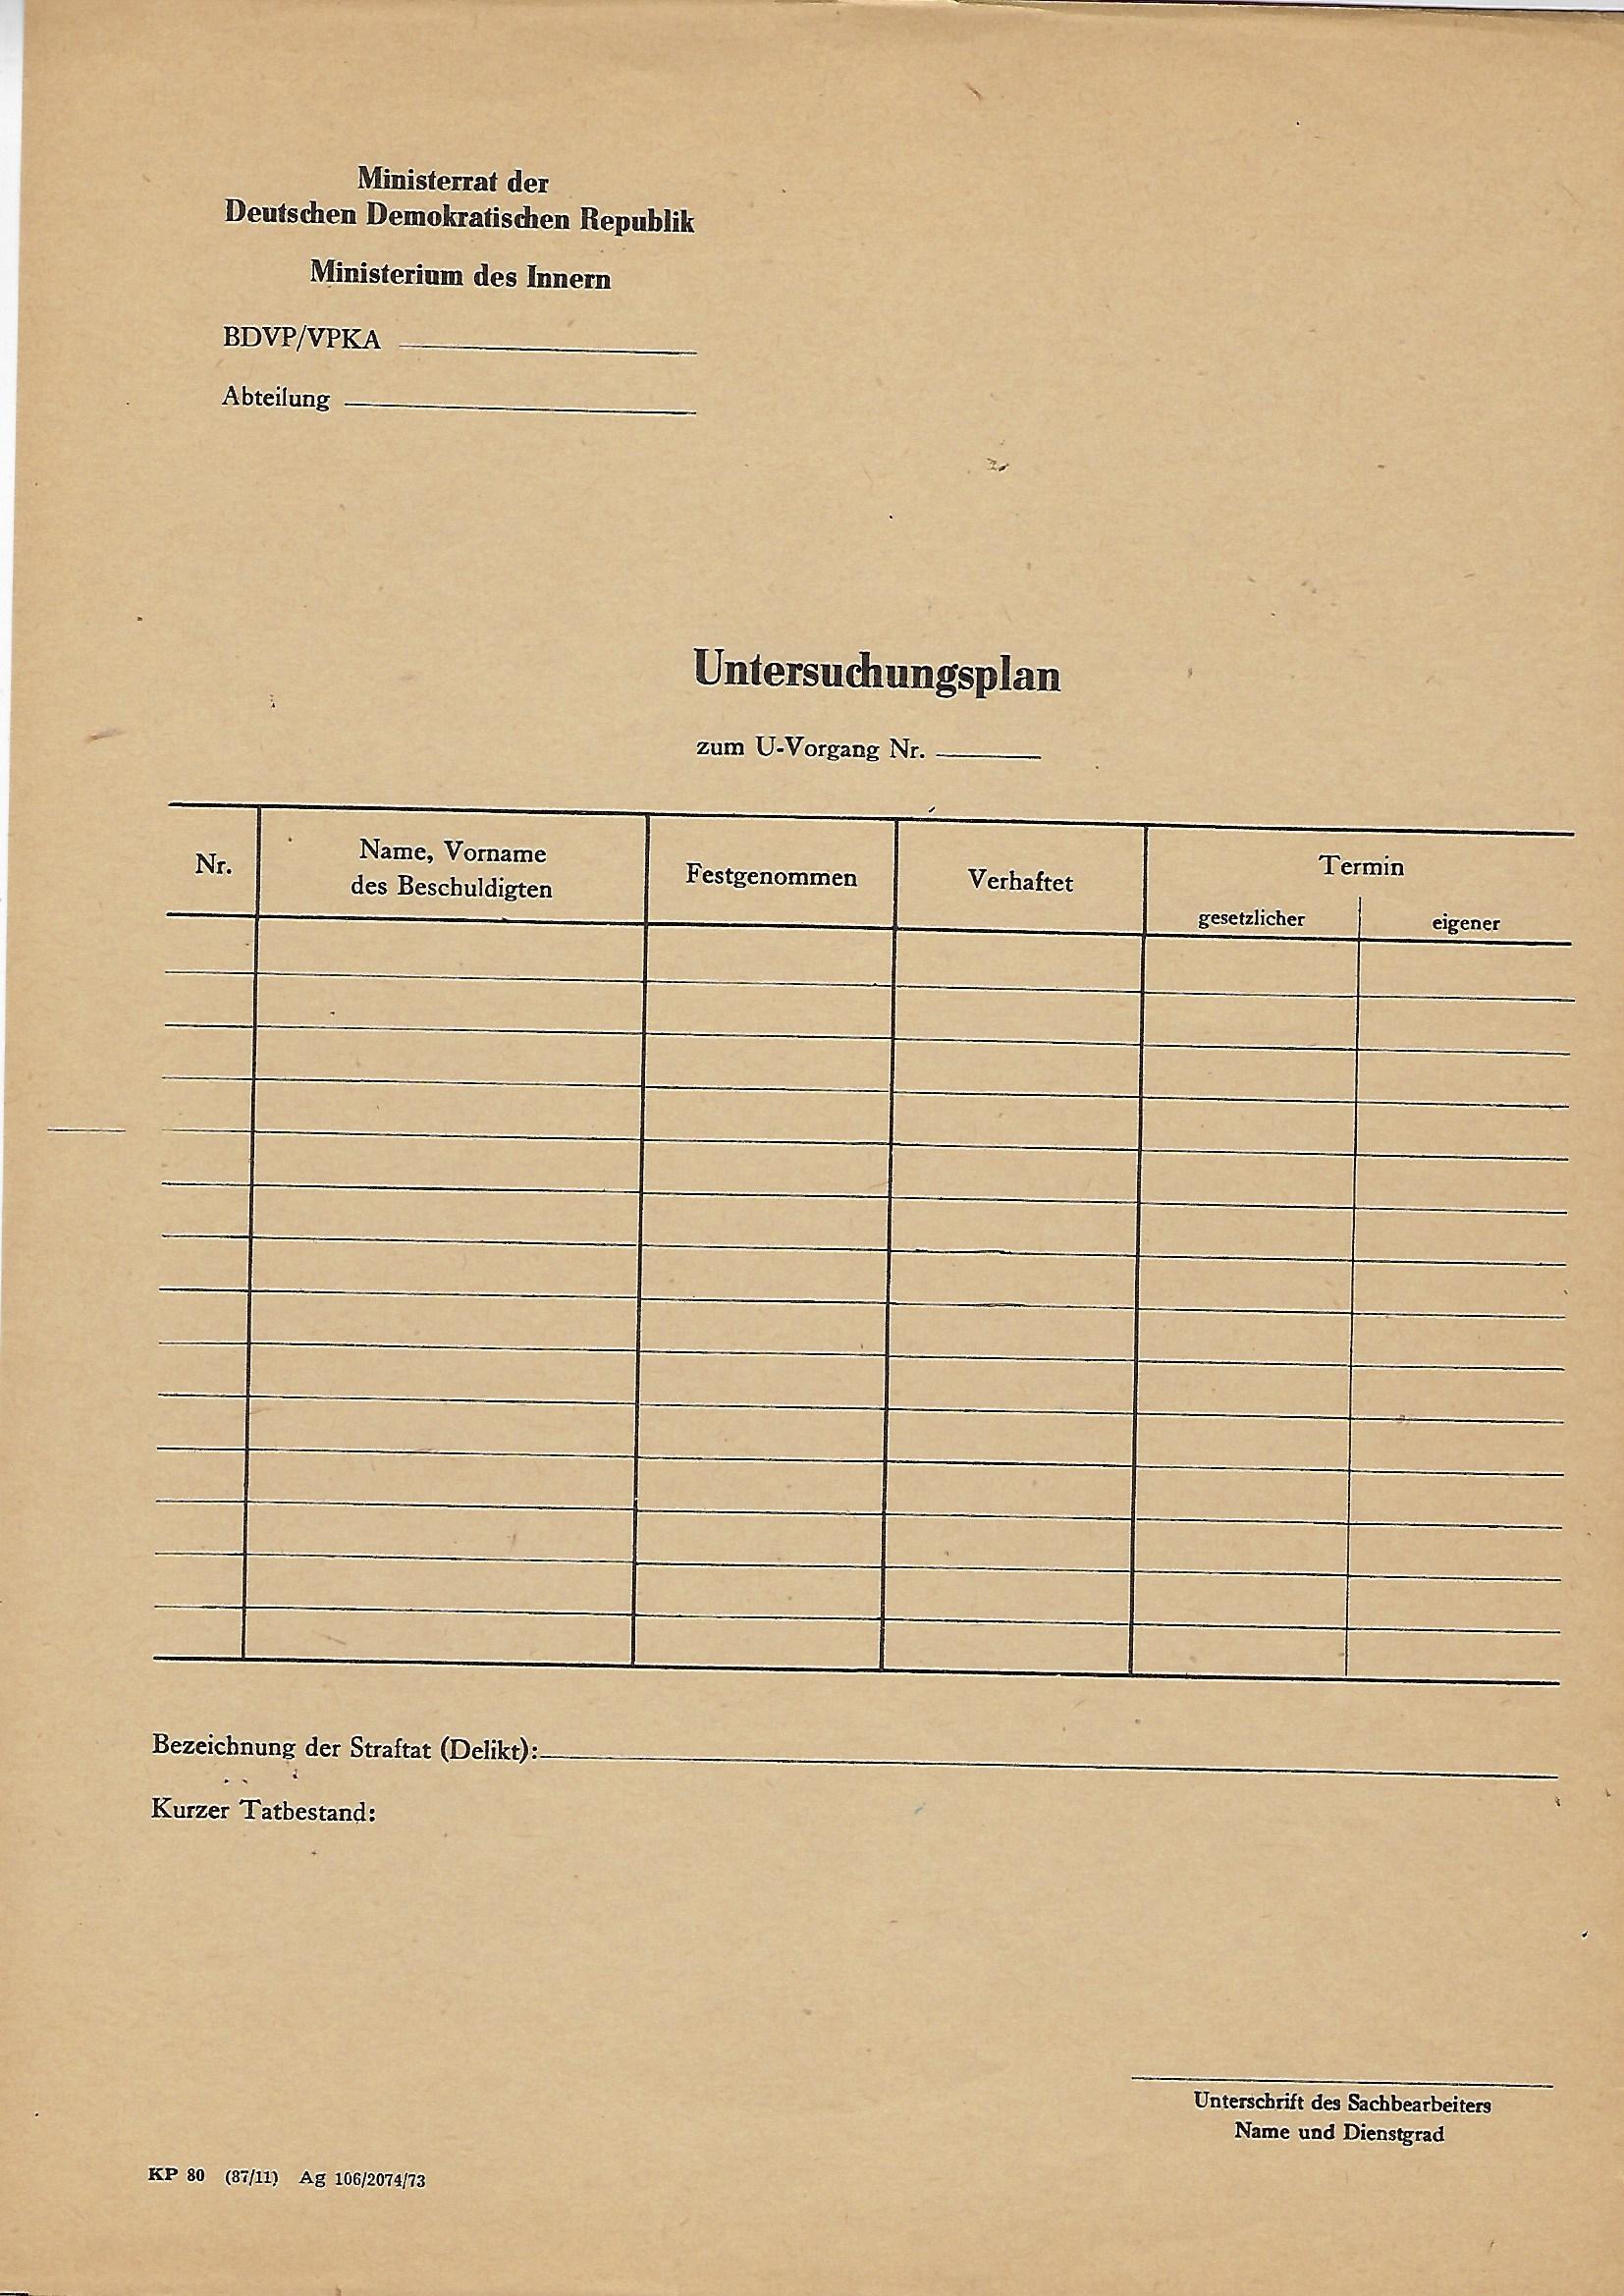 Ministerrat der
Deutschen Demokratischen Republik
Ministerium des Innern
BDVP/VPKA
Abteilung
Untersuchungsplan
zum U-Vorgang Nr.
Nr.
Name, Vorname
des Beschuldigten
Festgenommen
Verhaftet
Termin
gesetzlicher
eigener
Bezeichnung der Straftat (Delikt):
Kurzer Tatbestand:
Unterschrift des Sachbearbeiters
Name und Dienstgrad
KP 80 (87/11) Ag 106/2074/73